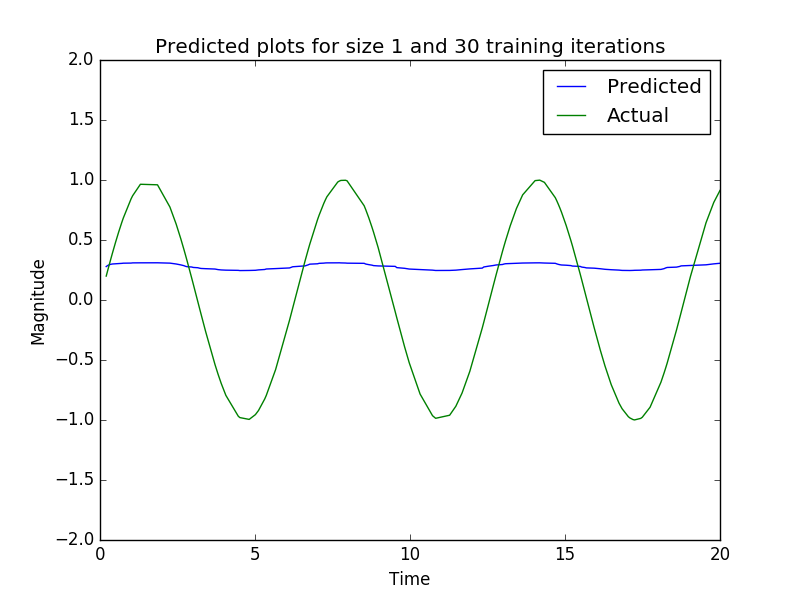 Predicted plots for size 1 and 30 training iterations
Predicted
Actual
2.0
1.5
1.0
0.5
0.0
−0.5
−1.0
−1.5
−2.0
Magnitude
0 5 10 15 20
Time